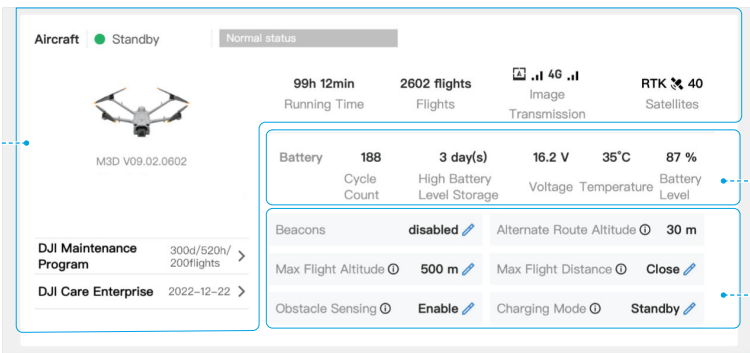 Aircraft Standby Normal status
99h 12min 2602 flights 4G RTK 40
Running Time Flights Image Satellites
Transmission
M3D V09.02.0602
Battery 188 3 day(s) 16.2 V 35°C 87 %
Cycle High Battery Voltage Temperature Battery
Count Level Storage Level
Beacons disabled Alternate Route Altitude 30 m
DJI Maintenance 300d/520h/
Program 200flights
Max Flight Altitude 500 m Max Flight Distance Close
DJI Care Enterprise 2022-12-22
Obstacle Sensing Enable Charging Mode Standby